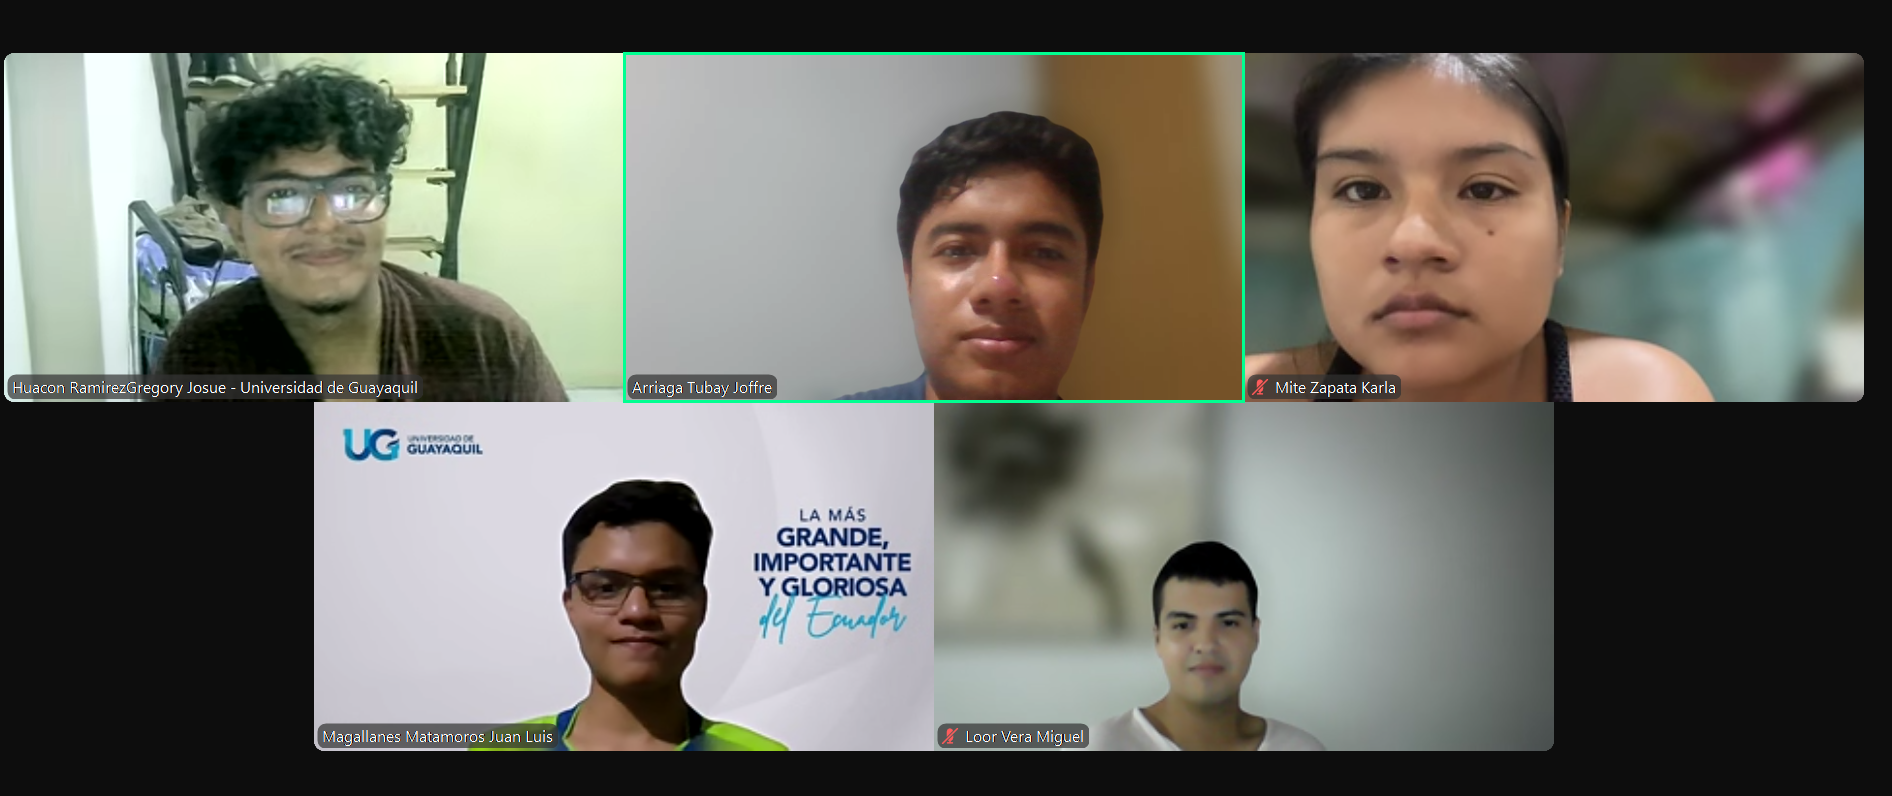 Huacon RamirezGregory Josue - Universidad de Guayaquil
Arriaga Tubay Joffre
Mite Zapata Karla
UG UNIVERSIDAD DE
GUAYAQUIL
LA MÁS
GRANDE,
IMPORTANTE
Y GLORIOSA
del Ecuador
Magallanes Matamoros Juan Luis
Loor Vera Miguel